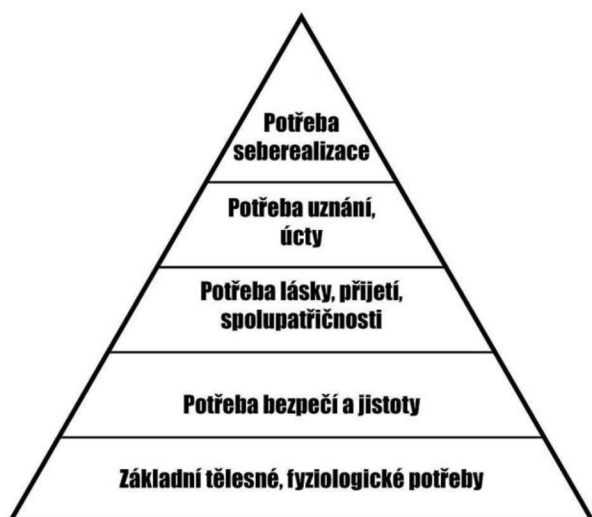 Potřeba
seberealizace
Potřeba uznání,
úcty
Potřeba lásky, přijetí,
spolupatřičnosti
Potřeba bezpečí a jistoty
Základní tělesné, fyziologické potřeby